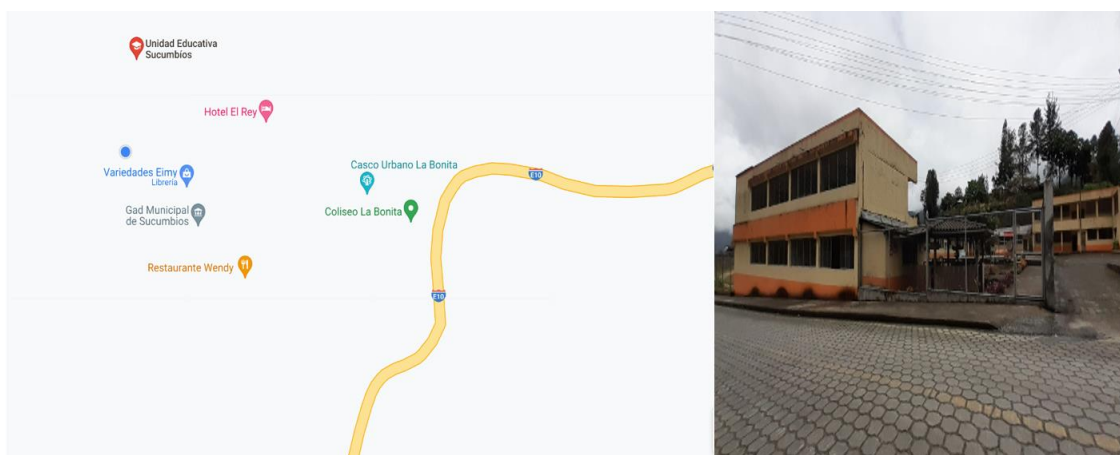 Unidad Educativa
Sucumbíos
Hotel El Rey
Variedades Eimy
Librería
Casco Urbano La Bonita
E10
Gad Municipal
de Sucumbios
Coliseo La Bonita
Restaurante Wendy
E10